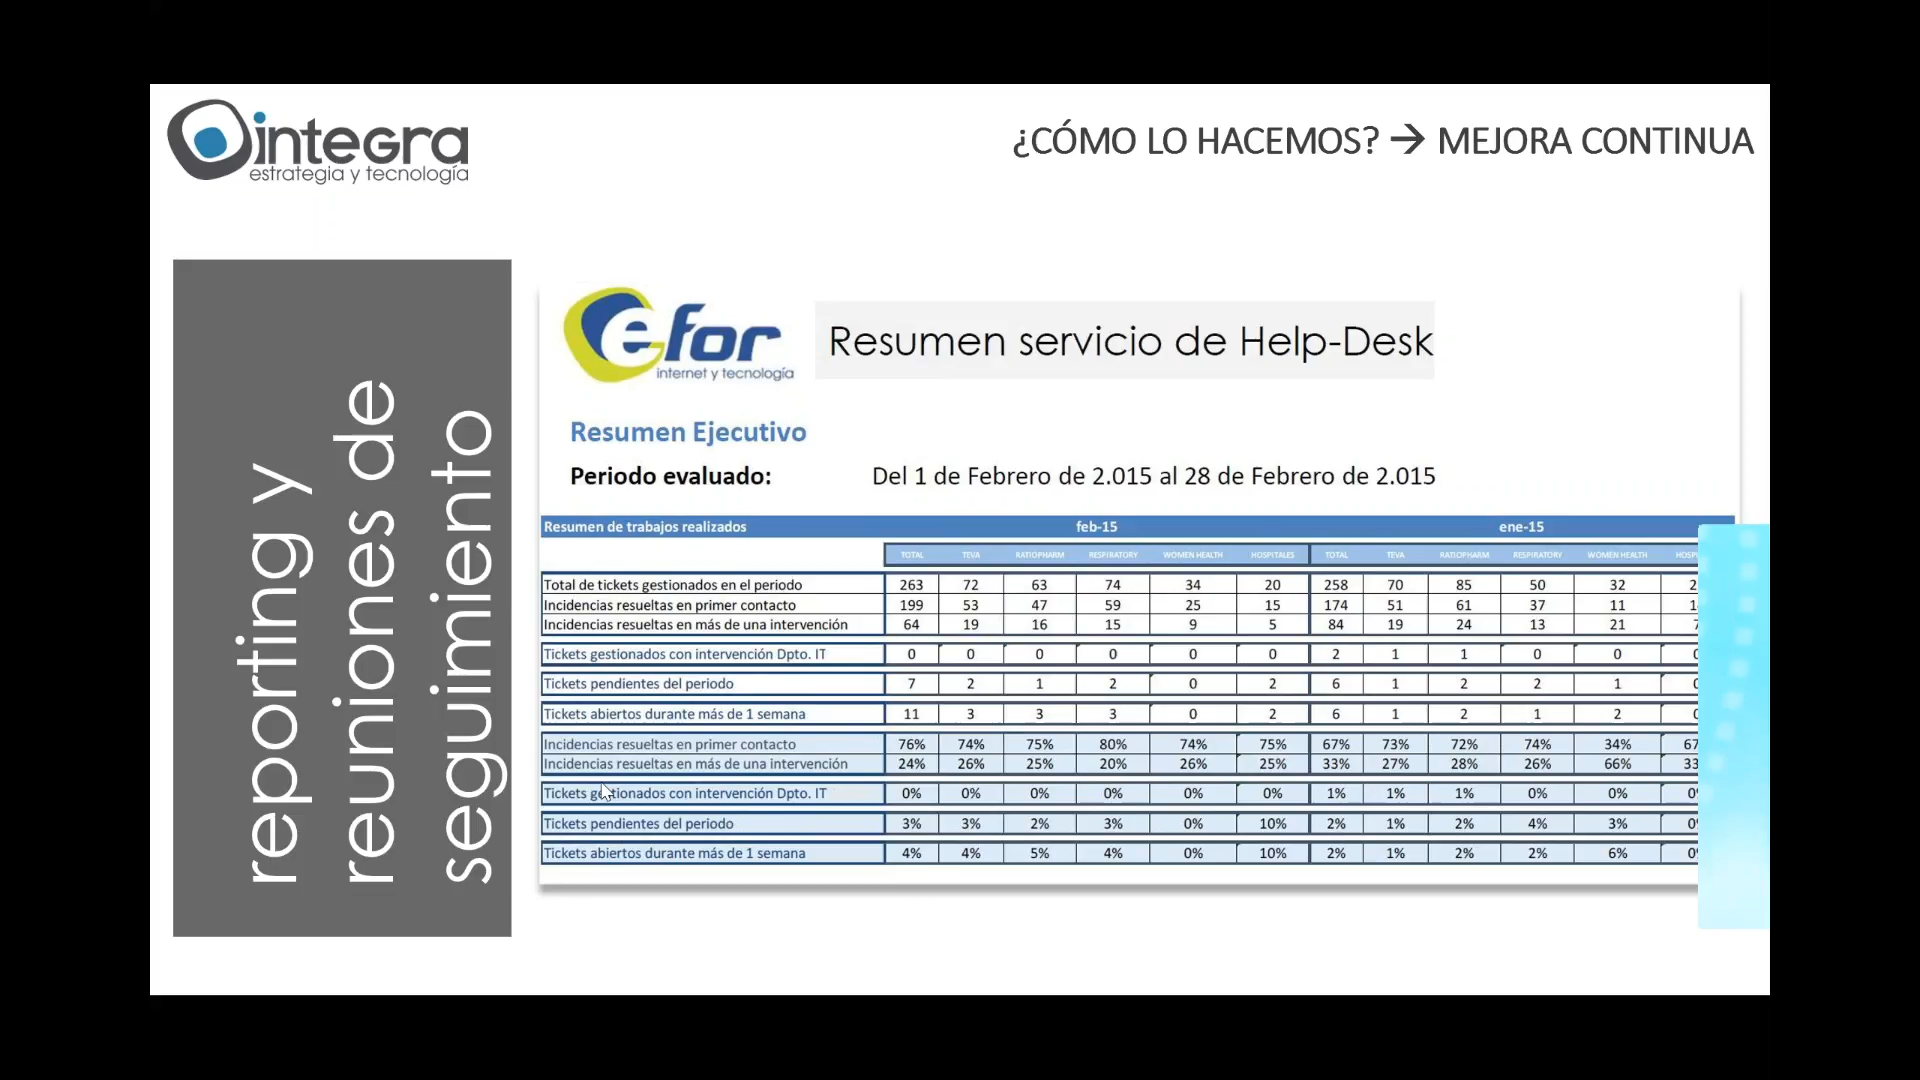 integra
estrategia y tecnología
¿CÓMO LO HACEMOS? → MEJORA CONTINUA
reporting y
reuniones de
seguimiento
efor
internet y tecnología
Resumen servicio de Help-Desk
Resumen Ejecutivo
Periodo evaluado: Del 1 de Febrero de 2.015 al 28 de Febrero de 2.015
Resumen de trabajos realizados feb-15 ene-15
TOTAL TEVA RATIOPHARM RESPIRATORY WOMEN HEALTH HOSPITALES TOTAL TEVA RATIOPHARM RESPIRATORY WOMEN HEALTH
Total de tickets gestionados en el periodo 263 72 63 74 34 20 258 70 85 50 32
Incidencias resueltas en primer contacto 199 53 47 59 25 15 174 51 61 37 11
Incidencias resueltas en más de una intervención 64 19 16 15 9 5 84 19 24 13 21
Tickets gestionados con intervención Dpto. IT 0 0 0 0 0 0 2 1 1 0 0
Tickets pendientes del periodo 7 2 1 2 0 2 6 1 2 2 1
Tickets abiertos durante más de 1 semana 11 3 3 3 0 2 6 1 2 1 2
Incidencias resueltas en primer contacto 76% 74% 75% 80% 74% 75% 67% 73% 72% 74% 34% 67
Incidencias resueltas en más de una intervención 24% 26% 25% 20% 26% 25% 33% 27% 28% 26% 66% 33
Tickets gestionados con intervención Dpto. IT 0% 0% 0% 0% 0% 0% 1% 1% 1% 0% 0%
Tickets pendientes del periodo 3% 3% 2% 3% 0% 10% 2% 1% 2% 4% 3%
Tickets abiertos durante más de 1 semana 4% 4% 5% 4% 0% 10% 2% 1% 2% 2% 6%